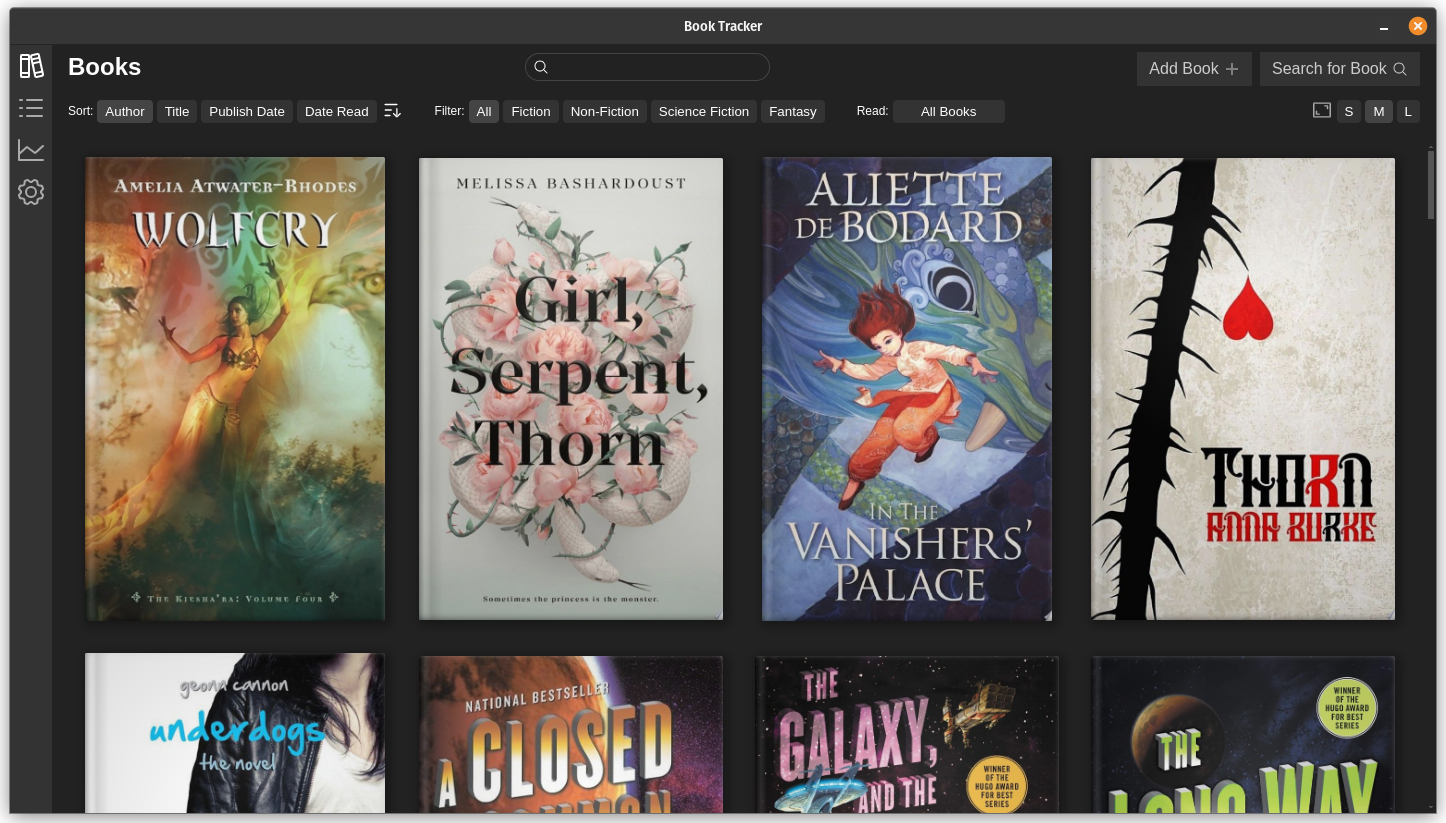 Book Tracker
Books
Add Book
Search for Book
Sort: Author Title Publish Date Date Read
Filter: All Fiction Non-Fiction Science Fiction Fantasy
Read: All Books
S M L
Amelia Atwater-Rhodes
WOLFCRY
The Kiesha'ra: Volume Four
MELISSA BASHARDOUST
Girl,
Serpent,
Thorn
Sometimes the princess is the monster.
ALIETTE
DE BODARD
IN THE
VANISHERS'
PALACE
THORN
ANNA BURKE
geonn cannon
underdogs
the novel
NATIONAL BESTSELLER
A CLOSED
COMMON
THE
GALAXY,
AND THE
WINNER
OF THE
HUGO AWARD
FOR BEST
SERIES
WINNER
OF THE
HUGO AWARD
FOR BEST
SERIES
THE
LONG WAY